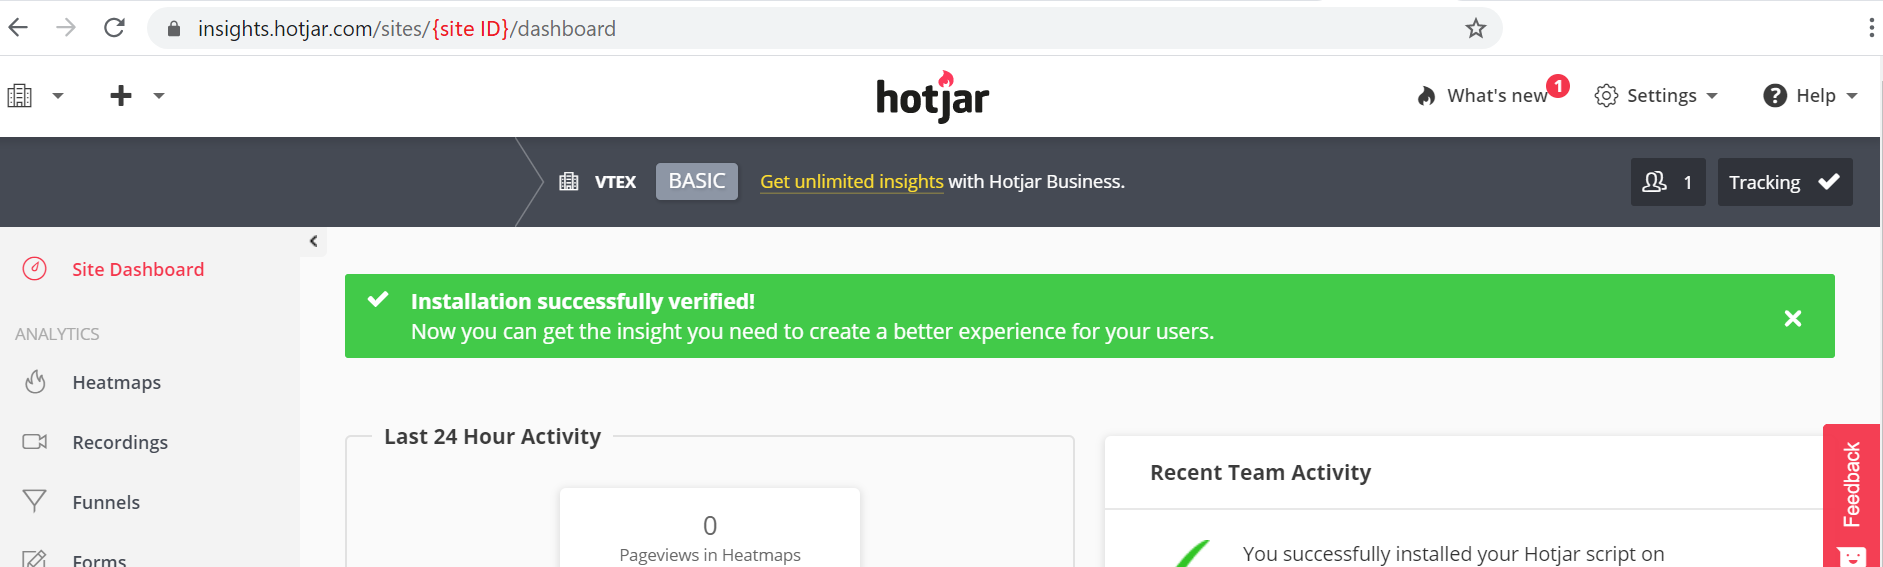 insights.hotjar.com/sites/{site ID}/dashboard
hotjar
What's new 1
Settings
Help
VTEX
BASIC
Get unlimited insights with Hotjar Business.
1
Tracking
Site Dashboard
ANALYTICS
Heatmaps
Recordings
Funnels
Forms
Installation successfully verified!
Now you can get the insight you need to create a better experience for your users.
Last 24 Hour Activity
0
Pageviews in Heatmaps
Recent Team Activity
You successfully installed your Hotjar script on
Feedback